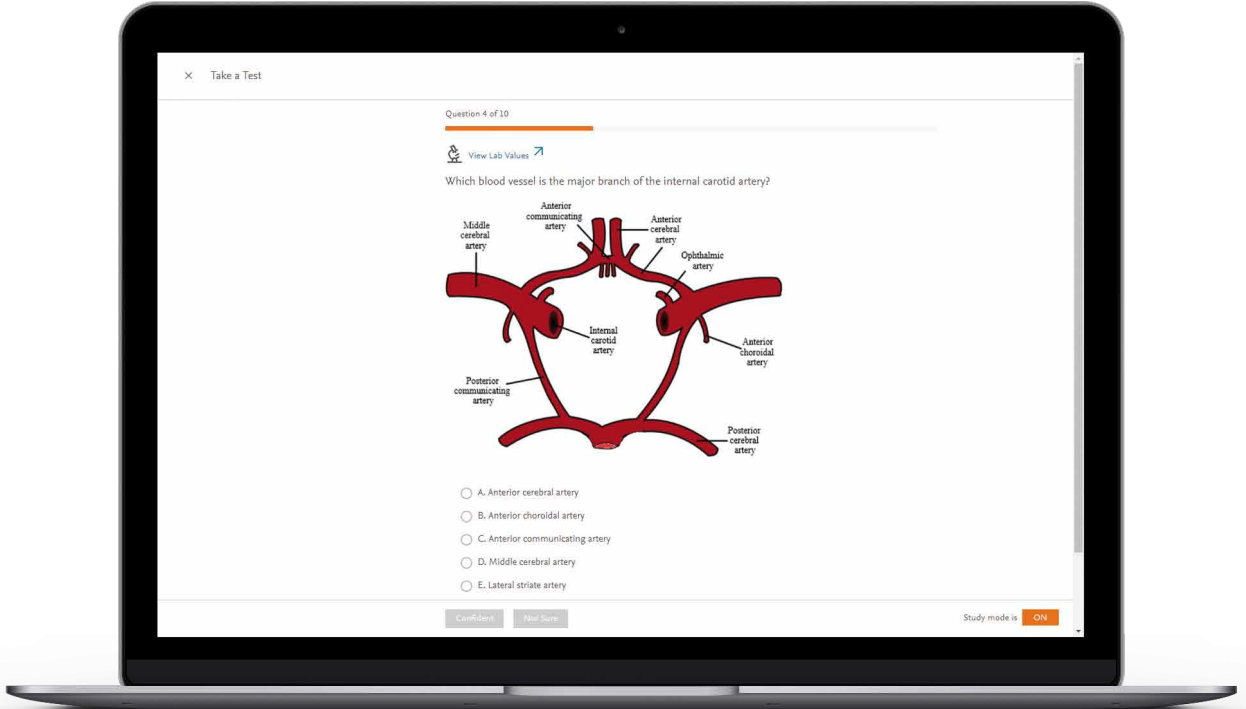 × Take a Test
Question 4 of 10
View Lab Values
Which blood vessel is the major branch of the internal carotid artery?
Anterior
communicating
artery
Middle
cerebral
artery
Anterior
cerebral
artery
Ophthalmic
artery
Internal
carotid
artery
Anterior
choroidal
artery
Posterior
communicating
artery
Posterior
cerebral
artery
A. Anterior cerebral artery
B. Anterior choroidal artery
C. Anterior communicating artery
D. Middle cerebral artery
E. Lateral striate artery
Confident Not Sure Study mode is ON